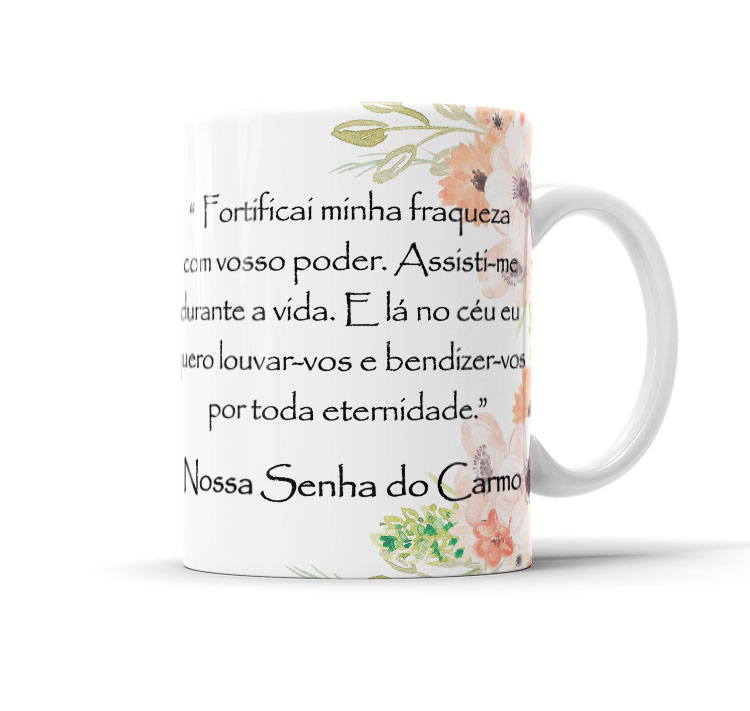 “ Fortificai minha fraqueza
com vosso poder. Assisti-me
durante a vida. E lá no céu eu
quero louvar-vos e bendizer-vos
por toda eternidade.”
Nossa Senha do Carmo